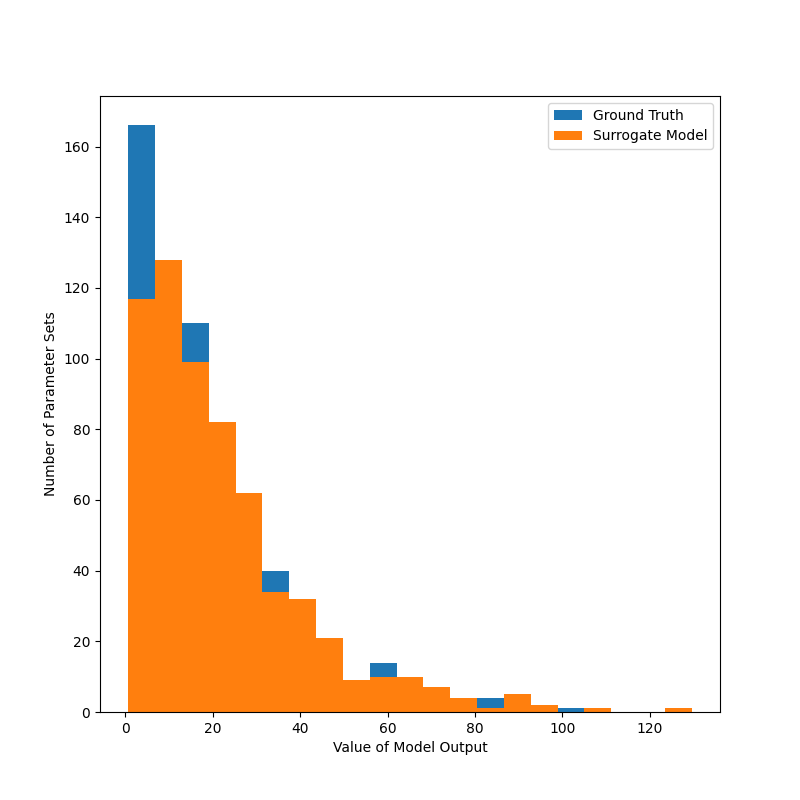 Ground Truth
Surrogate Model
160
140
120
100
80
60
40
20
0
0 20 40 60 80 100 120
Number of Parameter Sets
Value of Model Output